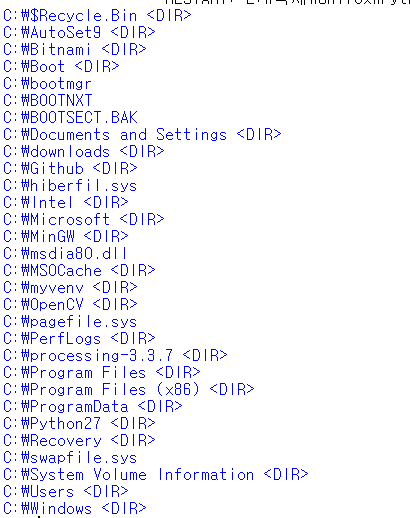 C:₩$Recycle.Bin <DIR>
C:₩AutoSet9 <DIR>
C:₩Bitnami <DIR>
C:₩Boot <DIR>
C:₩bootmgr
C:₩BOOTNXT
C:₩BOOTSECT.BAK
C:₩Documents and Settings <DIR>
C:₩downloads <DIR>
C:₩Github <DIR>
C:₩hiberfil.sys
C:₩Intel <DIR>
C:₩Microsoft <DIR>
C:₩MinGW <DIR>
C:₩msdia80.dll
C:₩MSOCache <DIR>
C:₩myvenv <DIR>
C:₩OpenCV <DIR>
C:₩pagefile.sys
C:₩PerfLogs <DIR>
C:₩processing-3.3.7 <DIR>
C:₩Program Files <DIR>
C:₩Program Files (x86) <DIR>
C:₩ProgramData <DIR>
C:₩Python27 <DIR>
C:₩Recovery <DIR>
C:₩swapfile.sys
C:₩System Volume Information <DIR>
C:₩Users <DIR>
C:₩Windows <DIR>